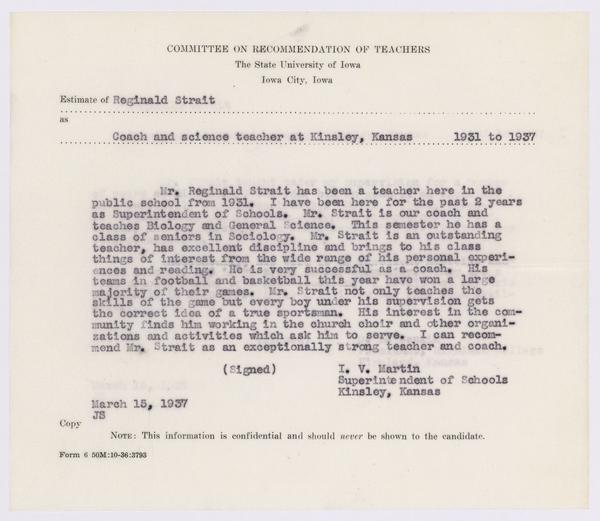 COMMITTEE ON RECOMMENDATION OF TEACHERS
The State University of Iowa
Iowa City, Iowa
Estimate of Reginald Strait
as
Coach and science teacher at Kinsley, Kansas 1931 to 1937
Mr. Reginald Strait has been a teacher here in the
public school from 1931. I have been here for the past 2 years
as Superintendent of Schools. Mr. Strait is our coach and
teaches Biology and General Science. This semester he has a
class of seniors in Sociology. Mr. Strait is an outstanding
teacher, has excellent discipline and brings to his class
things of interest from the wide range of his personal experi-
ences and reading. He is very successful as a coach. His
teams in football and basketball this year have won a large
majority of their games. Mr. Strait not only teaches the
skills of the game but every boy under his supervision gets
the correct idea of a true sportsman. His interest in the com-
munity finds him working in the church choir and other organi-
zations and activities which ask him to serve. I can recom-
mend Mr. Strait as an exceptionally strong teacher and coach.
(Signed) I. V. Martin
Superintendent of Schools
Kinsley, Kansas
March 15, 1937
JS
Copy
NOTE: This information is confidential and should never be shown to the candidate.
Form 6 50M:10-36:3793